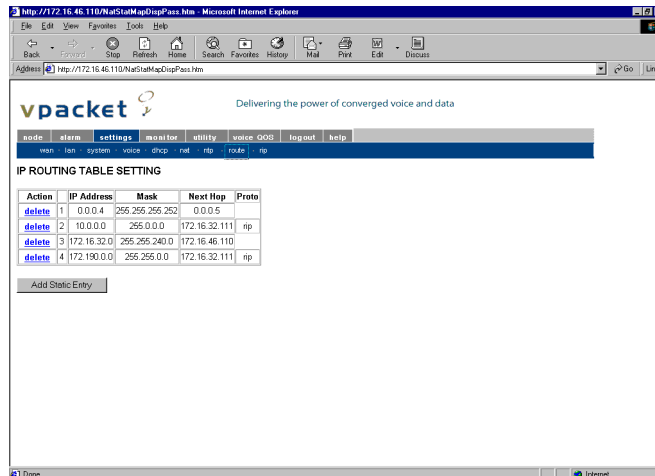 http://172.16.46.110/NatStatMapDispPass.htm - Microsoft Internet Explorer
File Edit View Favorites Tools Help
Back Forward Stop Refresh Home Search Favorites History Mail Print Edit Discuss
Address http://172.16.46.110/NatStatMapDispPass.htm Go Lin
vpacket Delivering the power of converged voice and data
node alarm settings monitor utility voice QOS logout help
wan - lan - system - voice - dhcp - nat - ntp - route - rip
IP ROUTING TABLE SETTING
Action IP Address Mask Next Hop Proto
delete 1 0.0.0.4 255.255.255.252 0.0.0.5
delete 2 10.0.0.0 255.0.0.0 172.16.32.111 rip
delete 3 172.16.32.0 255.255.240.0 172.16.46.110
delete 4 172.190.0.0 255.255.0.0 172.16.32.111 rip
Add Static Entry
Done Internet